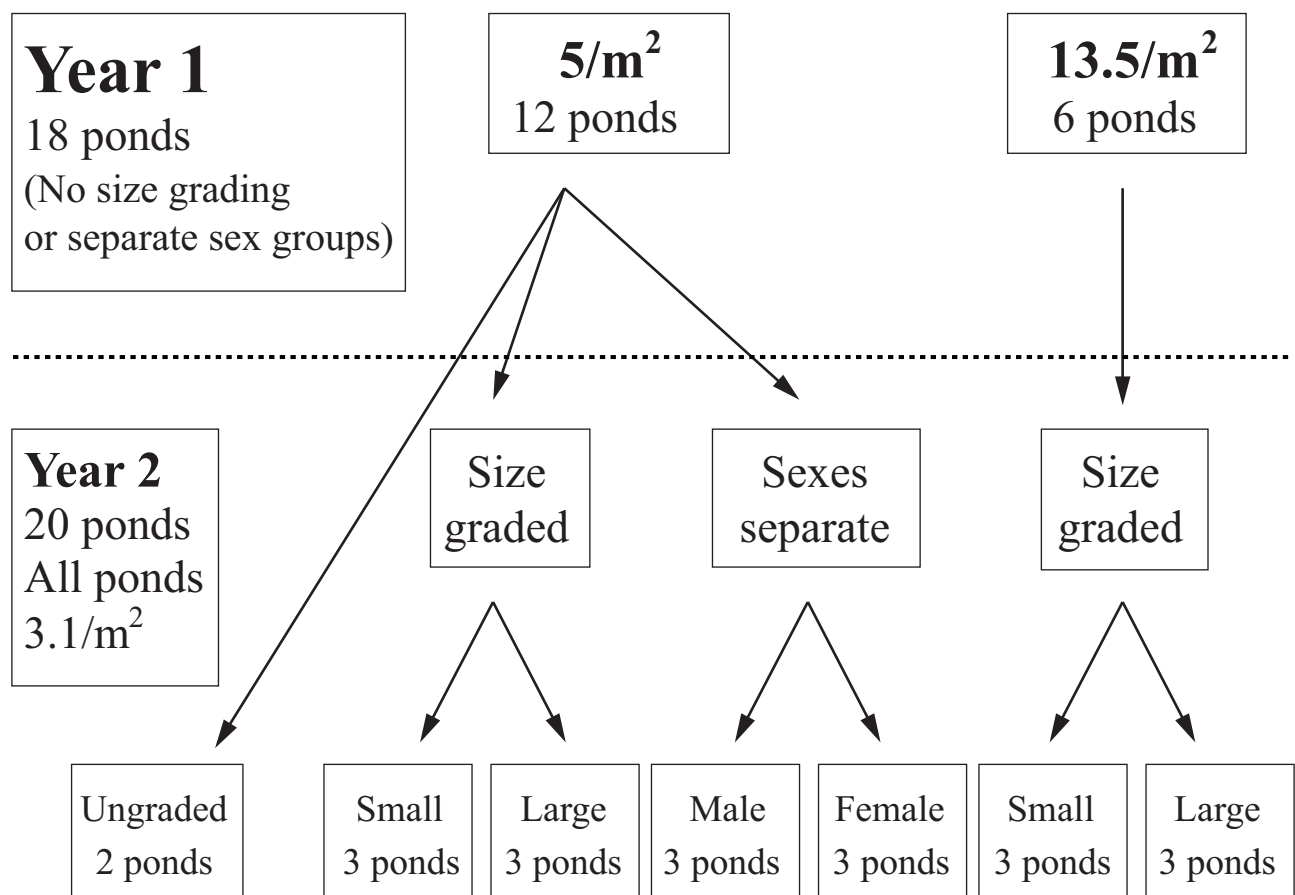 Year 1
18 ponds
(No size grading
or separate sex groups)
5/m²
12 ponds
13.5/m²
6 ponds
Year 2
20 ponds
All ponds
3.1/m²
Size
graded
Sexes
separate
Size
graded
Ungraded
2 ponds
Small
3 ponds
Large
3 ponds
Male
3 ponds
Female
3 ponds
Small
3 ponds
Large
3 ponds